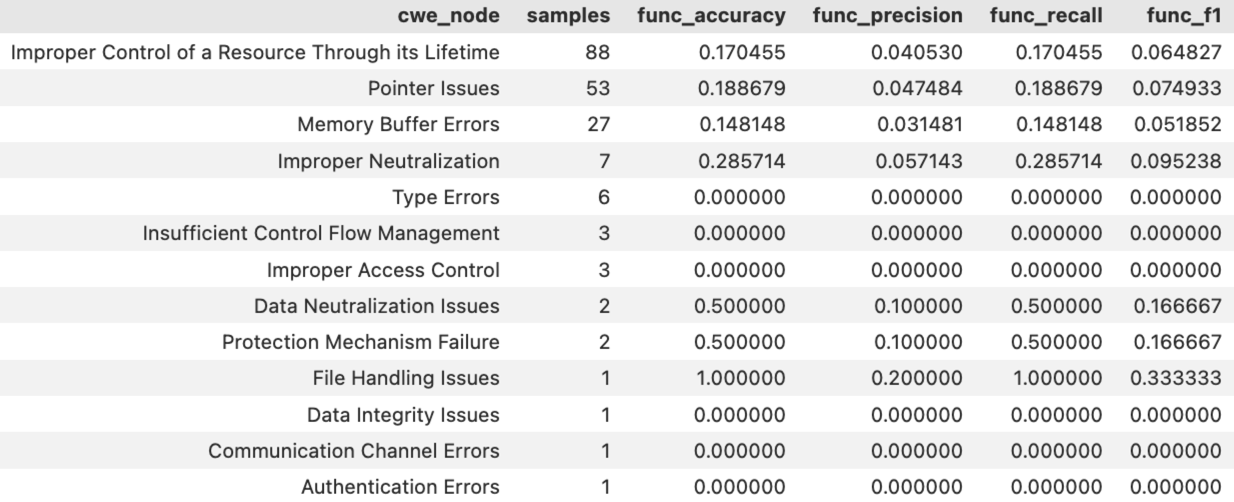 cwe_node samples func_accuracy func_precision func_recall func_f1
Improper Control of a Resource Through its Lifetime 88 0.170455 0.040530 0.170455 0.064827
Pointer Issues 53 0.188679 0.047484 0.188679 0.074933
Memory Buffer Errors 27 0.148148 0.031481 0.148148 0.051852
Improper Neutralization 7 0.285714 0.057143 0.285714 0.095238
Type Errors 6 0.000000 0.000000 0.000000 0.000000
Insufficient Control Flow Management 3 0.000000 0.000000 0.000000 0.000000
Improper Access Control 3 0.000000 0.000000 0.000000 0.000000
Data Neutralization Issues 2 0.500000 0.100000 0.500000 0.166667
Protection Mechanism Failure 2 0.500000 0.100000 0.500000 0.166667
File Handling Issues 1 1.000000 0.200000 1.000000 0.333333
Data Integrity Issues 1 0.000000 0.000000 0.000000 0.000000
Communication Channel Errors 1 0.000000 0.000000 0.000000 0.000000
Authentication Errors 1 0.000000 0.000000 0.000000 0.000000